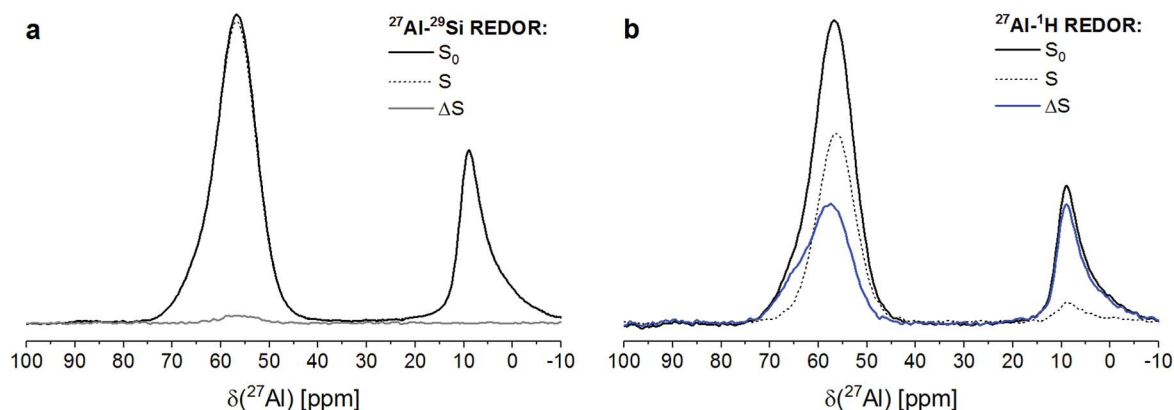 a
²⁷Al-²⁹Si REDOR:
S₀
S
ΔS
100 90 80 70 60 50 40 30 20 10 0 -10
δ(²⁷Al) [ppm]
b
²⁷Al-¹H REDOR:
S₀
S
ΔS
100 90 80 70 60 50 40 30 20 10 0 -10
δ(²⁷Al) [ppm]